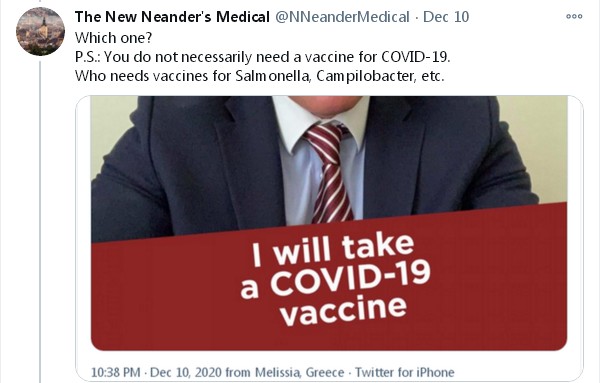 The New Neander's Medical @NNeanderMedical · Dec 10
Which one?
P.S.: You do not necessarily need a vaccine for COVID-19.
Who needs vaccines for Salmonella, Campilobacter, etc.
I will take
a COVID-19
vaccine
10:38 PM · Dec 10, 2020 from Melissia, Greece · Twitter for iPhone